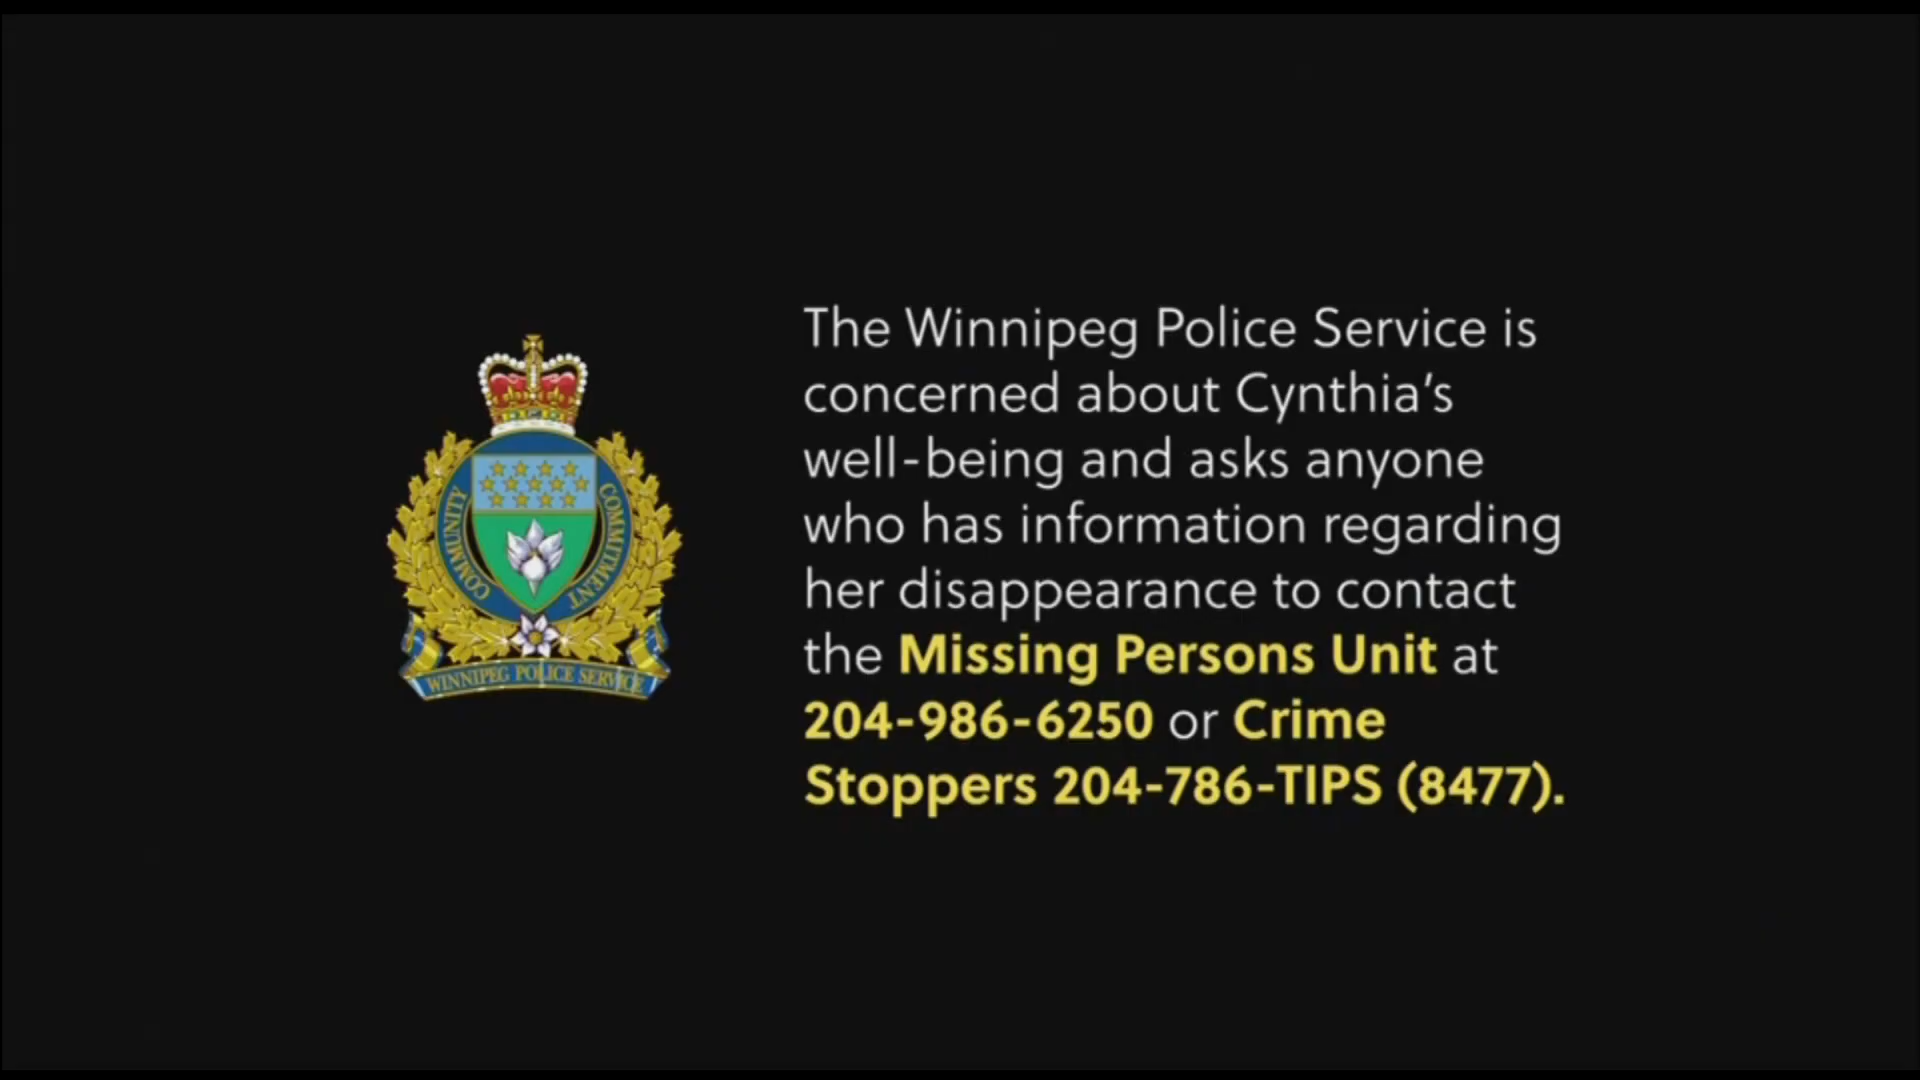 COMMUNITY COMMITMENT
WINNIPEG POLICE SERVICE
The Winnipeg Police Service is
concerned about Cynthia's
well-being and asks anyone
who has information regarding
her disappearance to contact
the Missing Persons Unit at
204-986-6250 or Crime
Stoppers 204-786-TIPS (8477).